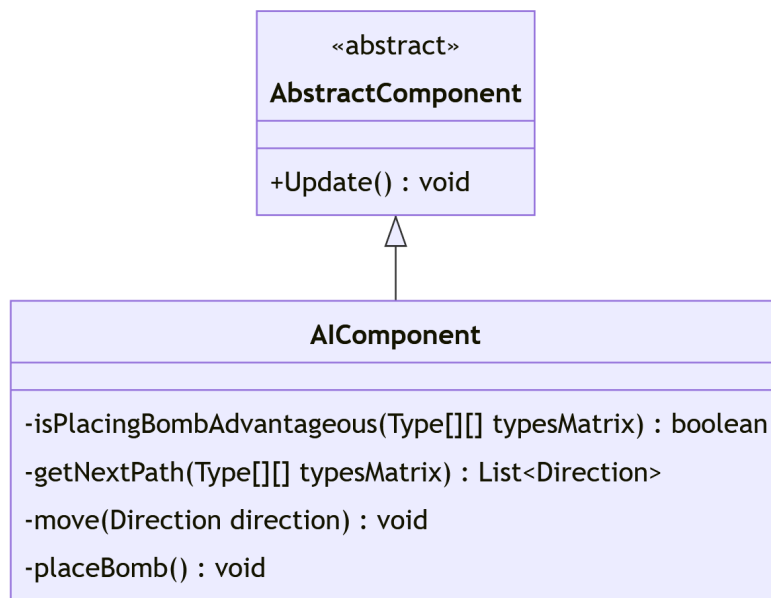 «abstract»
AbstractComponent
+Update() : void
AIComponent
-isPlacingBombAdvantageous(Type[][] typesMatrix) : boolean
-getNextPath(Type[][] typesMatrix) : List<Direction>
-move(Direction direction) : void
-placeBomb() : void